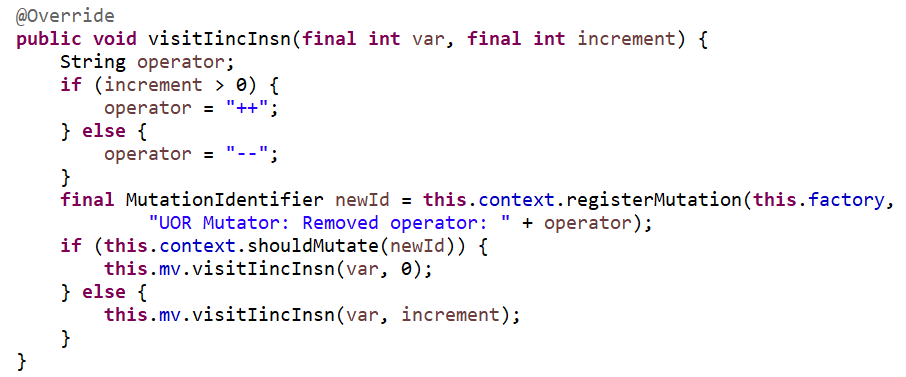 @Override
public void visitIincInsn(final int var, final int increment) {
    String operator;
    if (increment > 0) {
        operator = "++";
    } else {
        operator = "--";
    }
    final MutationIdentifier newId = this.context.registerMutation(this.factory,
            "UOR Mutator: Removed operator: " + operator);
    if (this.context.shouldMutate(newId)) {
        this.mv.visitIincInsn(var, 0);
    } else {
        this.mv.visitIincInsn(var, increment);
    }
}